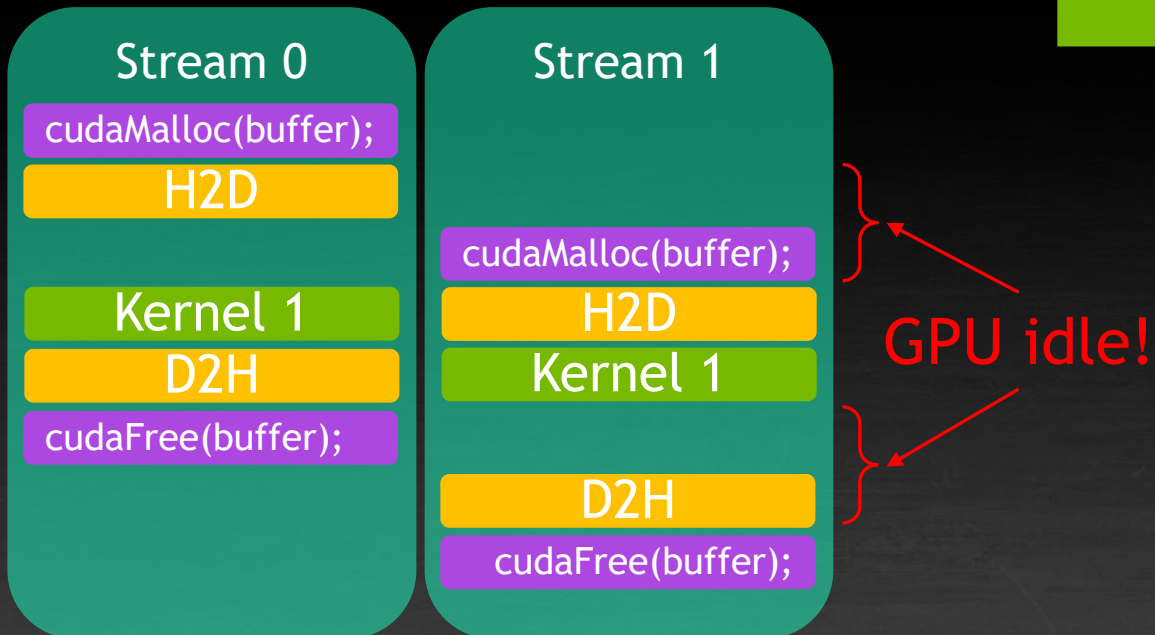 Stream 0
cudaMalloc(buffer);
H2D
Kernel 1
D2H
cudaFree(buffer);
Stream 1
cudaMalloc(buffer);
H2D
Kernel 1
D2H
cudaFree(buffer);
GPU idle!